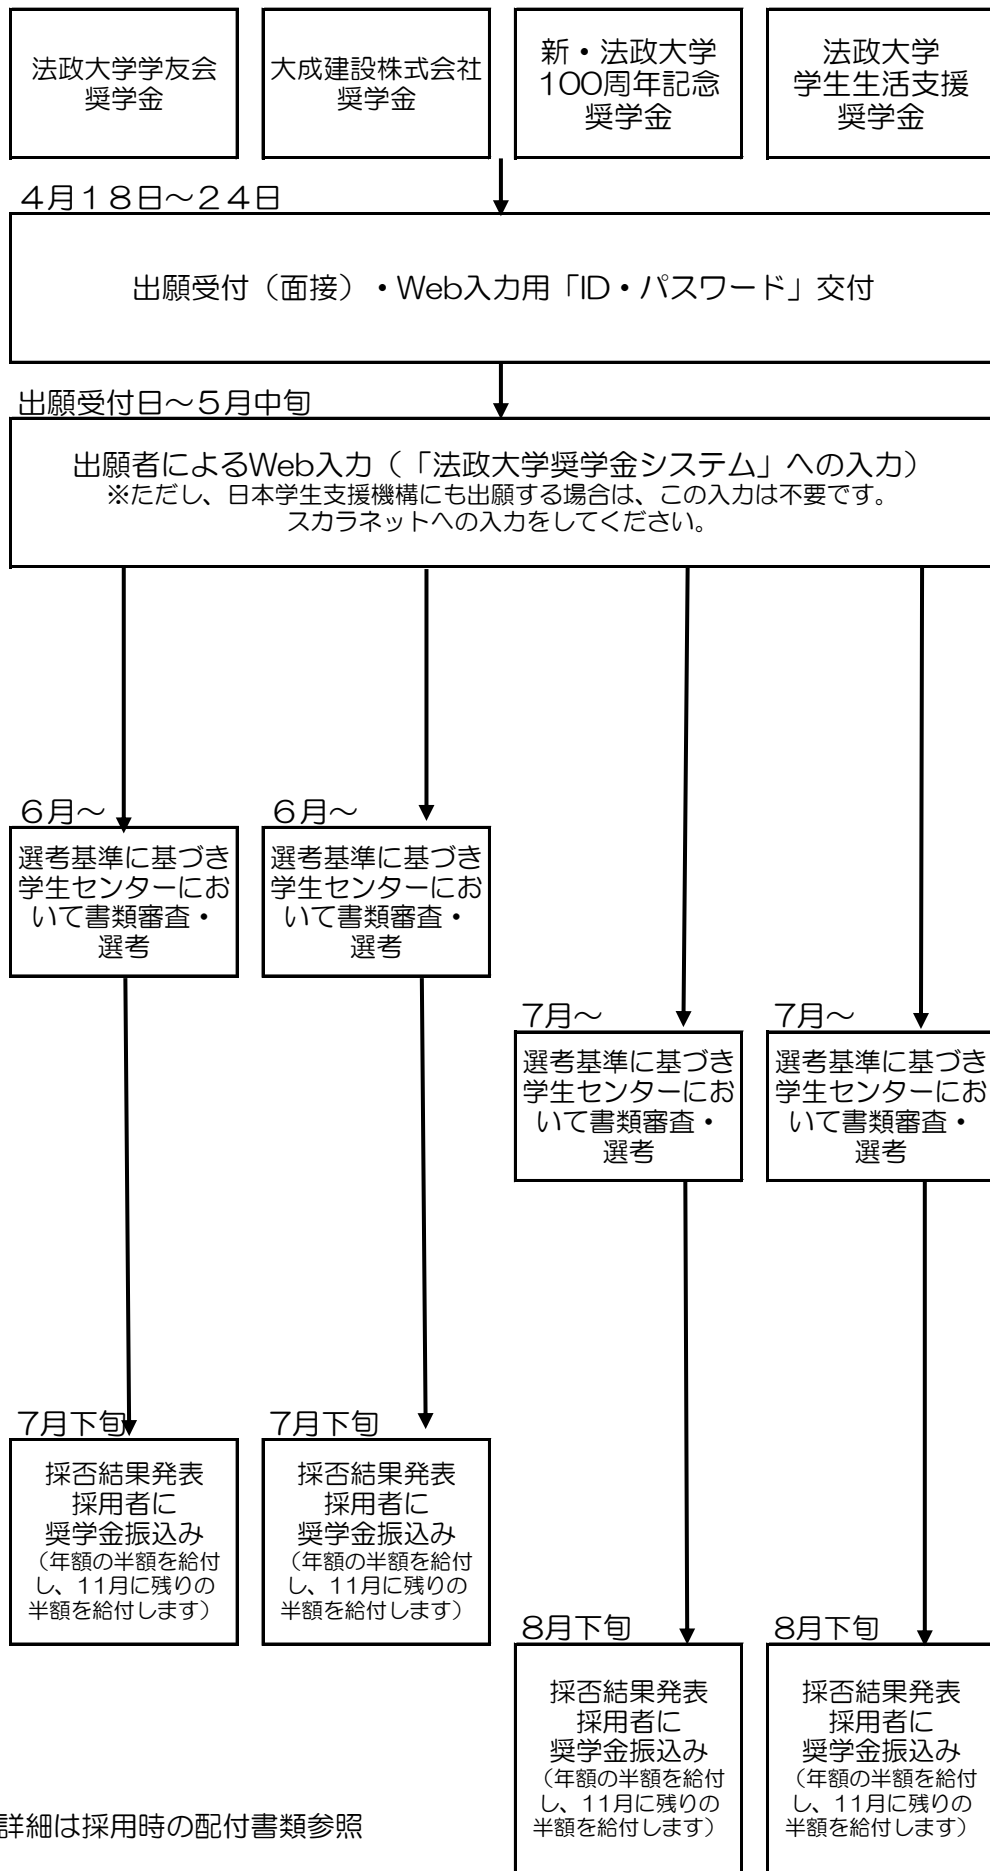 法政大学学友会
奨学金
大成建設株式会社
奨学金
新・法政大学
100周年記念
奨学金
法政大学
学生生活支援
奨学金
４月１８日～２４日
出願受付（面接）・Web入力用「ID・パスワード」交付
出願受付日～５月中旬
出願者によるWeb入力（「法政大学奨学金システム」への入力）
※ただし、日本学生支援機構にも出願する場合は、この入力は不要です。
スカラネットへの入力をしてください。
６月～
選考基準に基づき
学生センターにお
いて書類審査・
選考
６月～
選考基準に基づき
学生センターにお
いて書類審査・
選考
７月～
選考基準に基づき
学生センターにお
いて書類審査・
選考
７月～
選考基準に基づき
学生センターにお
いて書類審査・
選考
７月下旬
採否結果発表
採用者に
奨学金振込み
（年額の半額を給付
し、11月に残りの
半額を給付します）
７月下旬
採否結果発表
採用者に
奨学金振込み
（年額の半額を給付
し、11月に残りの
半額を給付します）
８月下旬
採否結果発表
採用者に
奨学金振込み
（年額の半額を給付
し、11月に残りの
半額を給付します）
８月下旬
採否結果発表
採用者に
奨学金振込み
（年額の半額を給付
し、11月に残りの
半額を給付します）
詳細は採用時の配付書類参照